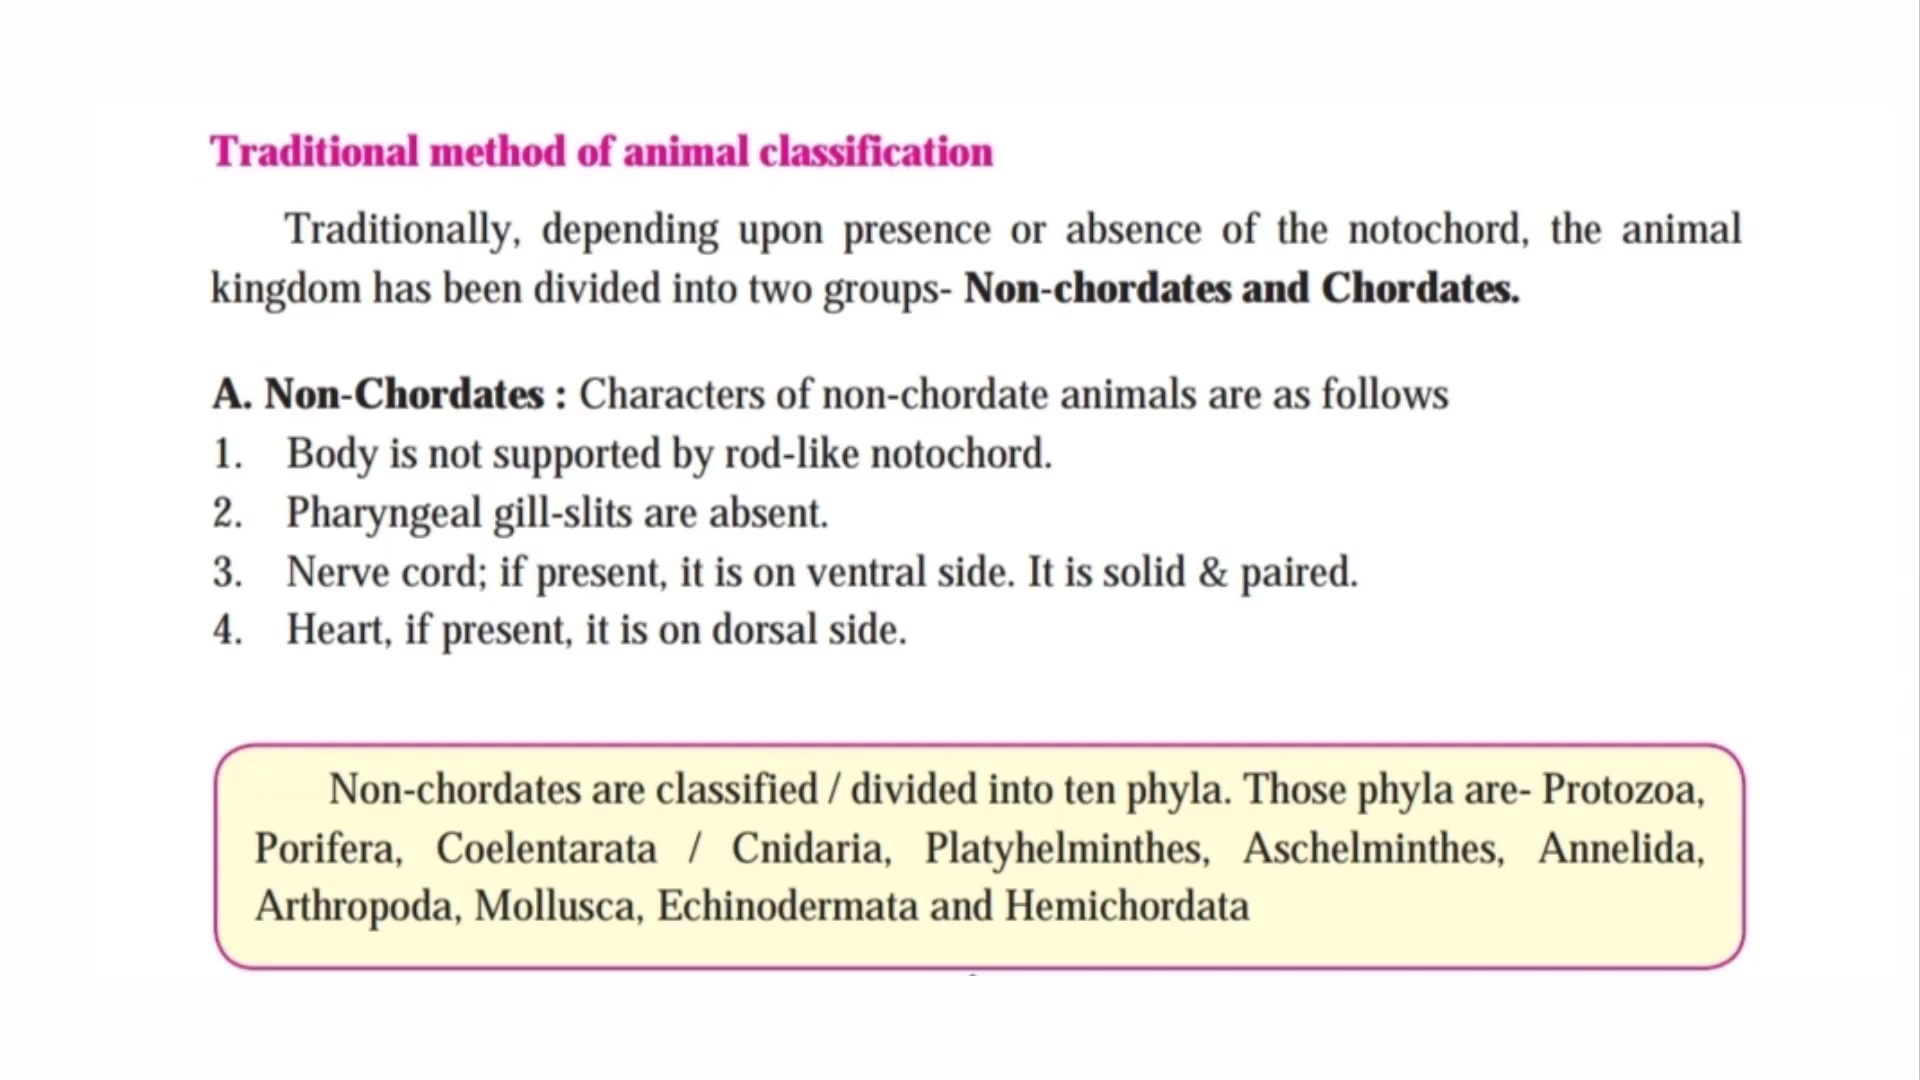 Traditional method of animal classification
Traditionally, depending upon presence or absence of the notochord, the animal
kingdom has been divided into two groups- Non-chordates and Chordates.
A. Non-Chordates : Characters of non-chordate animals are as follows
1. Body is not supported by rod-like notochord.
2. Pharyngeal gill-slits are absent.
3. Nerve cord; if present, it is on ventral side. It is solid & paired.
4. Heart, if present, it is on dorsal side.
Non-chordates are classified / divided into ten phyla. Those phyla are- Protozoa,
Porifera, Coelentarata / Cnidaria, Platyhelminthes, Aschelminthes, Annelida,
Arthropoda, Mollusca, Echinodermata and Hemichordata